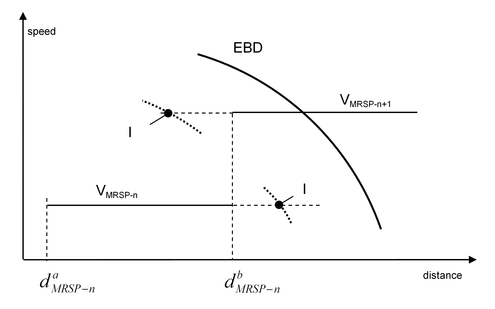 speed
EBD
V_MRSP-n+1
I
V_MRSP-n
I
d^a_MRSP-n
d^b_MRSP-n
distance